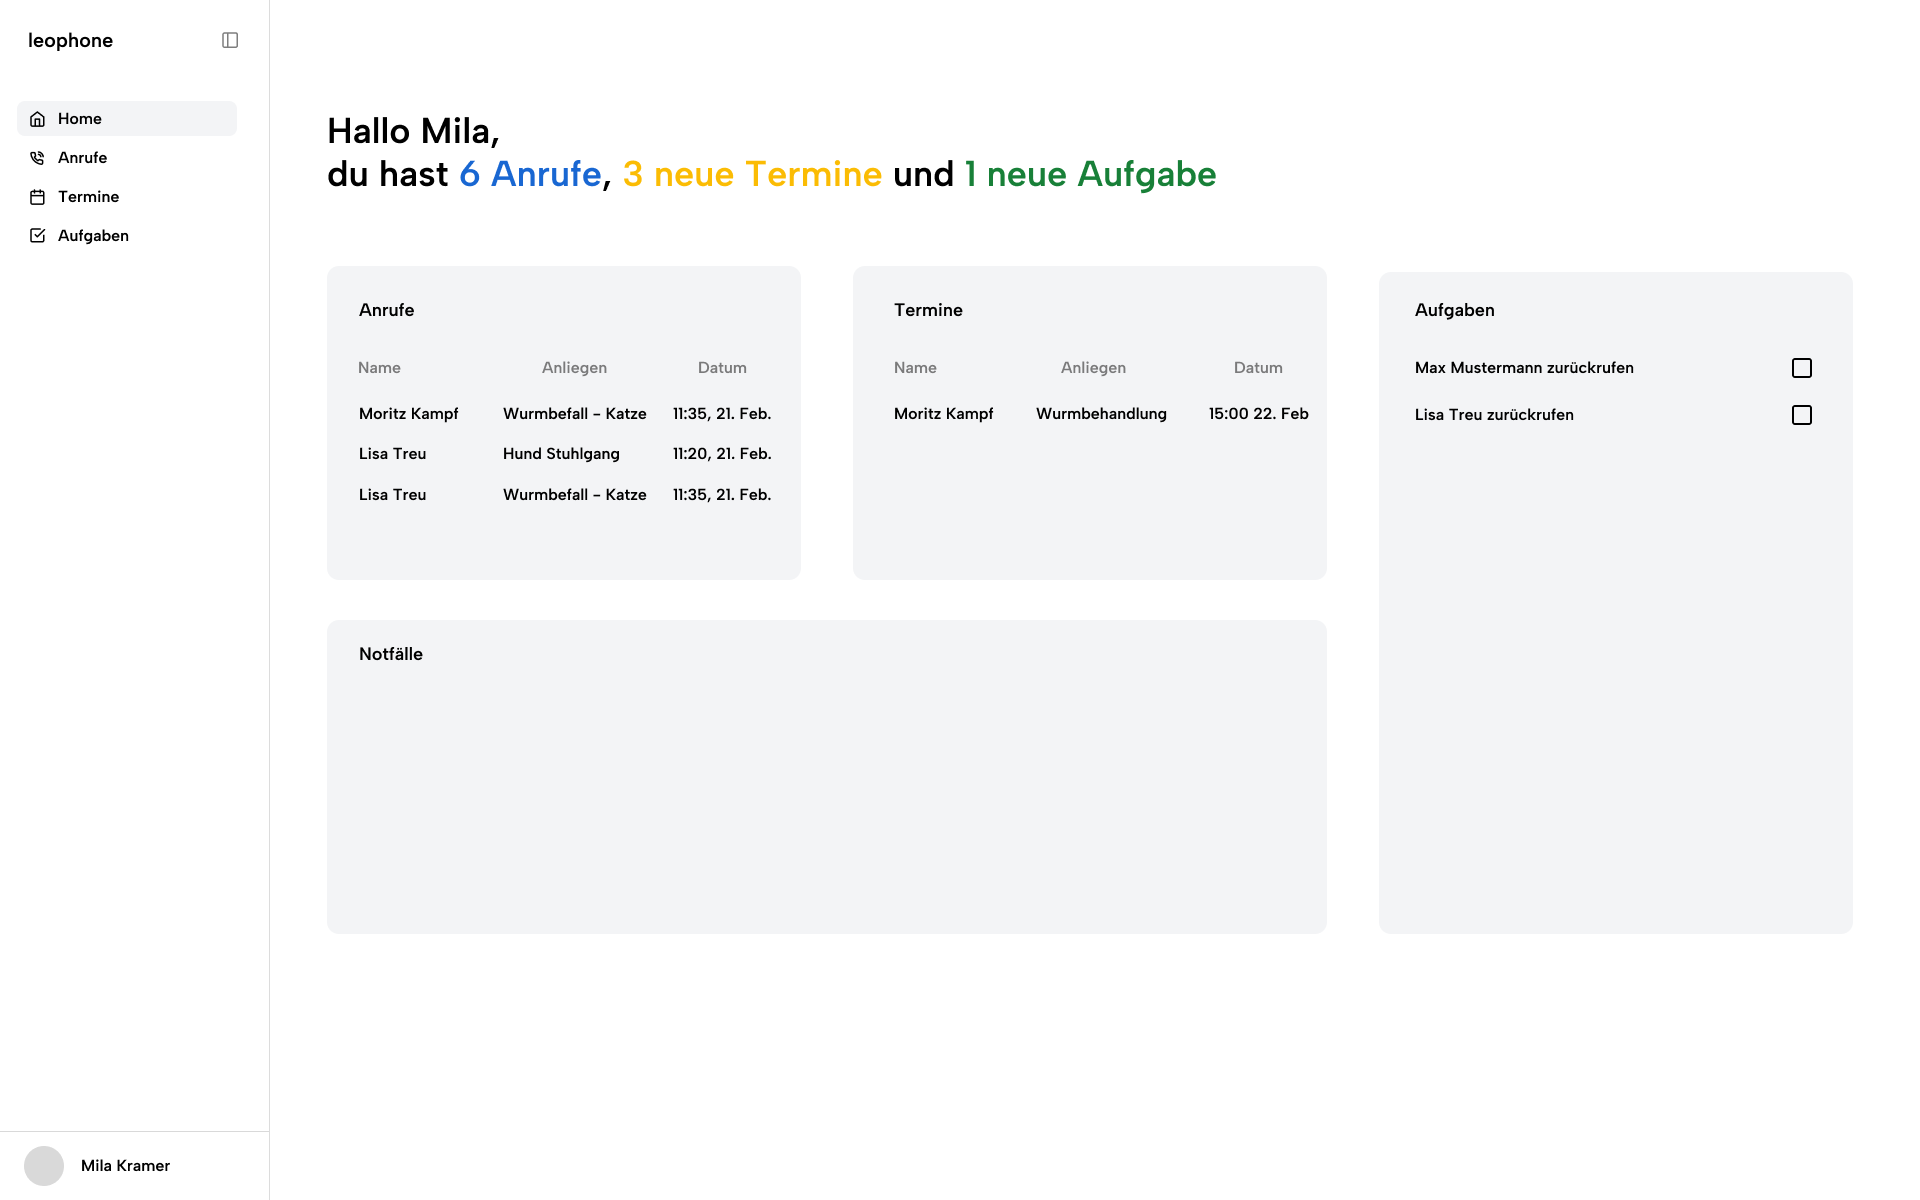 leophone
Home
Anrufe
Termine
Aufgaben
Hallo Mila,
du hast 6 Anrufe, 3 neue Termine und 1 neue Aufgabe
Anrufe
Name Anliegen Datum
Moritz Kampf Wurmbefall - Katze 11:35, 21. Feb.
Lisa Treu Hund Stuhlgang 11:20, 21. Feb.
Lisa Treu Wurmbefall - Katze 11:35, 21. Feb.
Termine
Name Anliegen Datum
Moritz Kampf Wurmbehandlung 15:00 22. Feb
Aufgaben
Max Mustermann zurückrufen
Lisa Treu zurückrufen
Notfälle
Mila Kramer